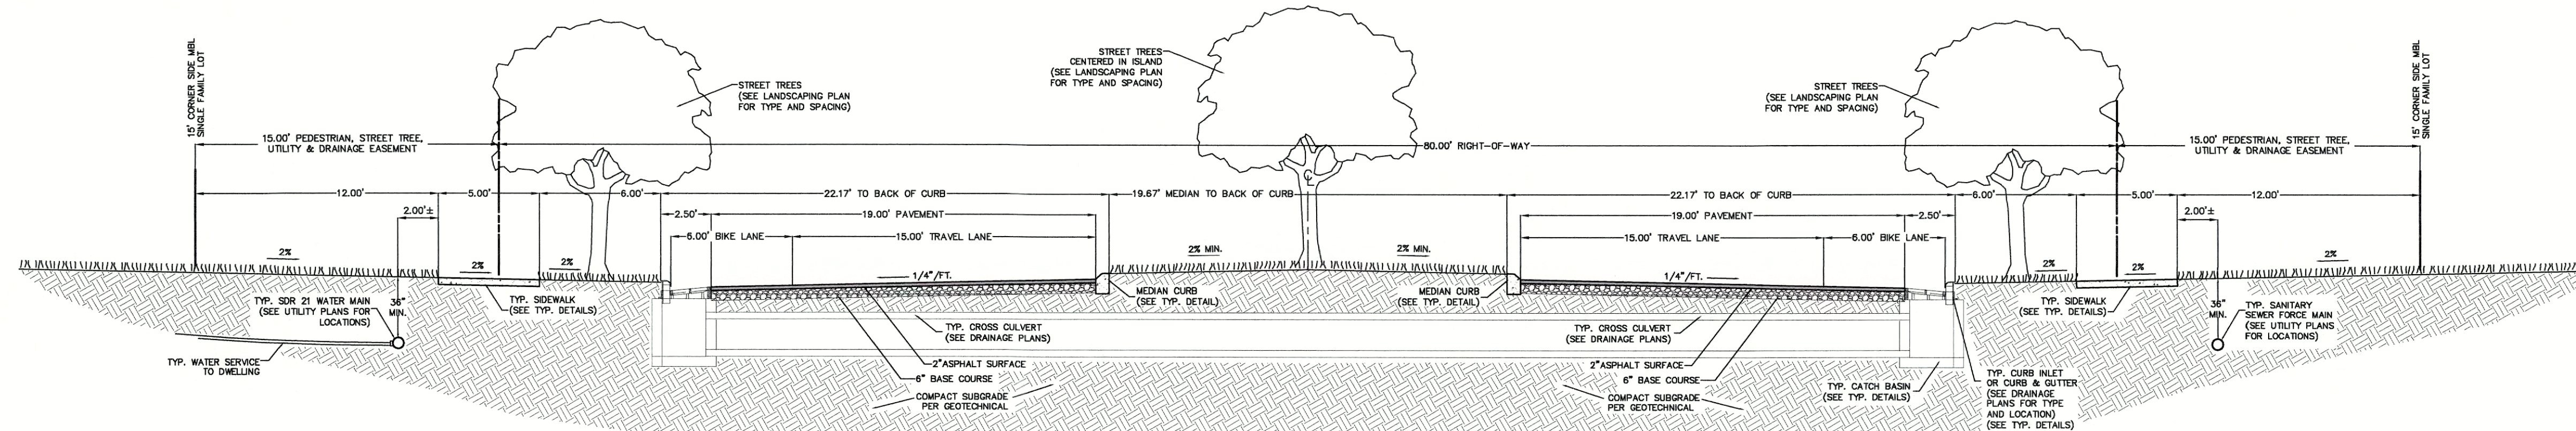 15' CORNER SIDE MBL
SINGLE FAMILY LOT
STREET TREES
(SEE LANDSCAPING PLAN
FOR TYPE AND SPACING)
STREET TREES
CENTERED IN ISLAND
(SEE LANDSCAPING PLAN
FOR TYPE AND SPACING)
STREET TREES
(SEE LANDSCAPING PLAN
FOR TYPE AND SPACING)
15' CORNER SIDE MBL
SINGLE FAMILY LOT
15.00' PEDESTRIAN, STREET TREE,
UTILITY & DRAINAGE EASEMENT
80.00' RIGHT-OF-WAY
15.00' PEDESTRIAN, STREET TREE,
UTILITY & DRAINAGE EASEMENT
℄
12.00'
5.00'
6.00'
22.17' TO BACK OF CURB
19.67' MEDIAN TO BACK OF CURB
22.17' TO BACK OF CURB
6.00'
5.00'
12.00'
2.00'±
2.50'
19.00' PAVEMENT
19.00' PAVEMENT
2.50'
2.00'±
6.00' BIKE LANE
15.00' TRAVEL LANE
15.00' TRAVEL LANE
6.00' BIKE LANE
2%
2%
2%
1/4"/FT.
2% MIN.
2% MIN.
1/4"/FT.
2%
2%
2%
TYP. SDR 21 WATER MAIN
(SEE UTILITY PLANS FOR
LOCATIONS)
36"
MIN.
TYP. SIDEWALK
(SEE TYP. DETAILS)
MEDIAN CURB
(SEE TYP. DETAIL)
MEDIAN CURB
(SEE TYP. DETAIL)
TYP. SIDEWALK
(SEE TYP. DETAILS)
36"
MIN.
TYP. SANITARY
SEWER FORCE MAIN
(SEE UTILITY PLANS
FOR LOCATIONS)
TYP. CROSS CULVERT
(SEE DRAINAGE PLANS)
TYP. CROSS CULVERT
(SEE DRAINAGE PLANS)
TYP. WATER SERVICE
TO DWELLING
2"ASPHALT SURFACE
6" BASE COURSE
COMPACT SUBGRADE
PER GEOTECHNICAL
2"ASPHALT SURFACE
6" BASE COURSE
COMPACT SUBGRADE
PER GEOTECHNICAL
TYP. CATCH BASIN
(SEE TYP. DETAILS)
TYP. CURB INLET
OR CURB & GUTTER
(SEE DRAINAGE
PLANS FOR TYPE
AND LOCATION)
(SEE TYP. DETAILS)